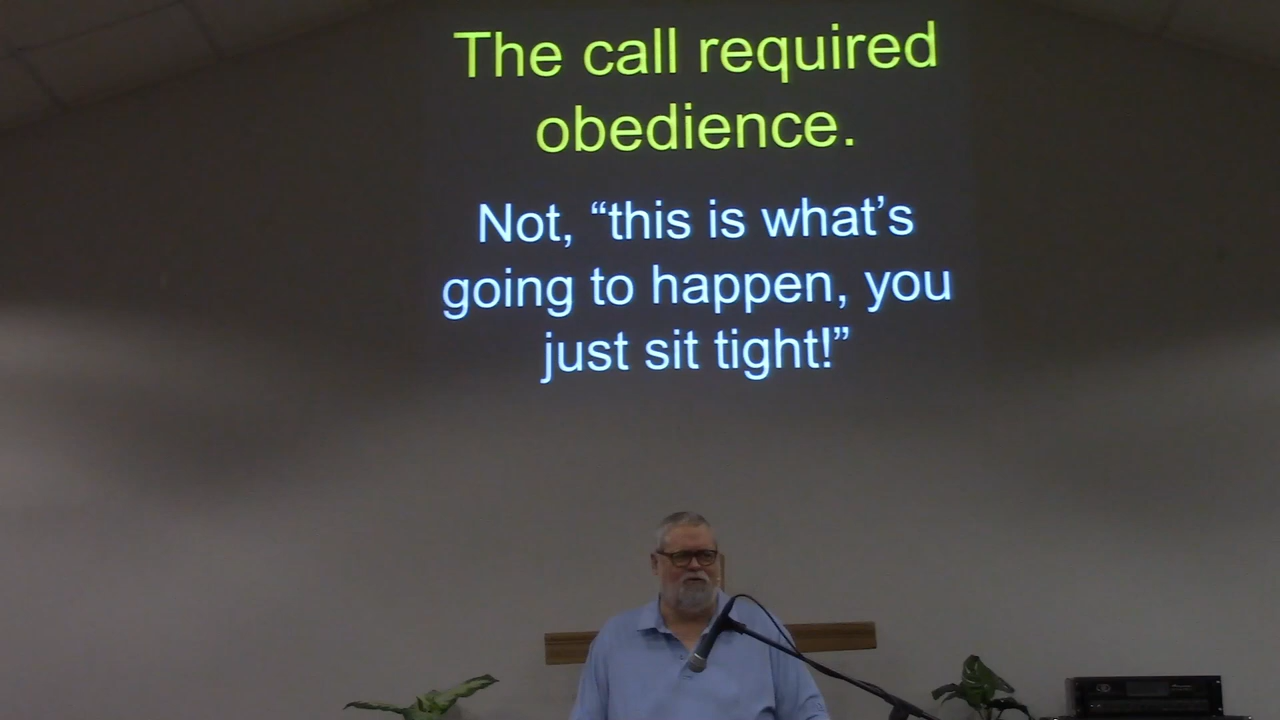 The call required
obedience.
Not, “this is what’s
going to happen, you
just sit tight!”